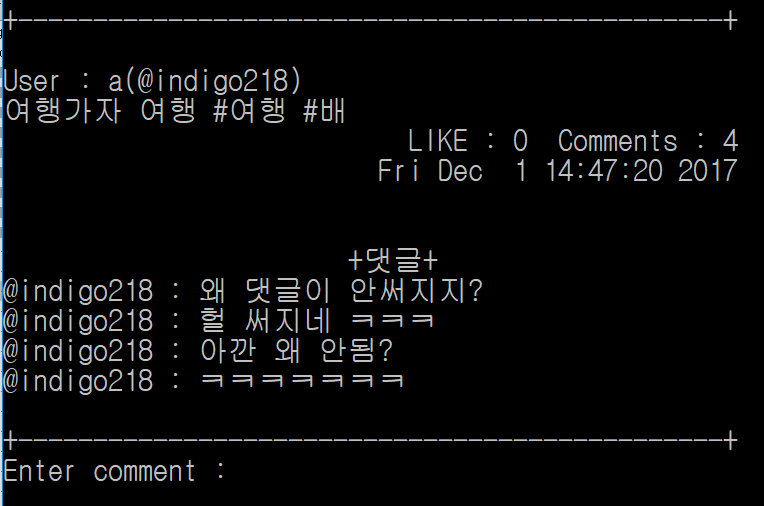 +-----------------------------------------------+
User : a(@indigo218)
여행가자 여행 #여행 #배
LIKE : 0  Comments : 4
Fri Dec  1 14:47:20 2017
+댓글+
@indigo218 : 왜 댓글이 안써지지?
@indigo218 : 헐 써지네 ㅋㅋㅋ
@indigo218 : 아깐 왜 안됨?
@indigo218 : ㅋㅋㅋㅋㅋㅋㅋ
+-----------------------------------------------+
Enter comment :